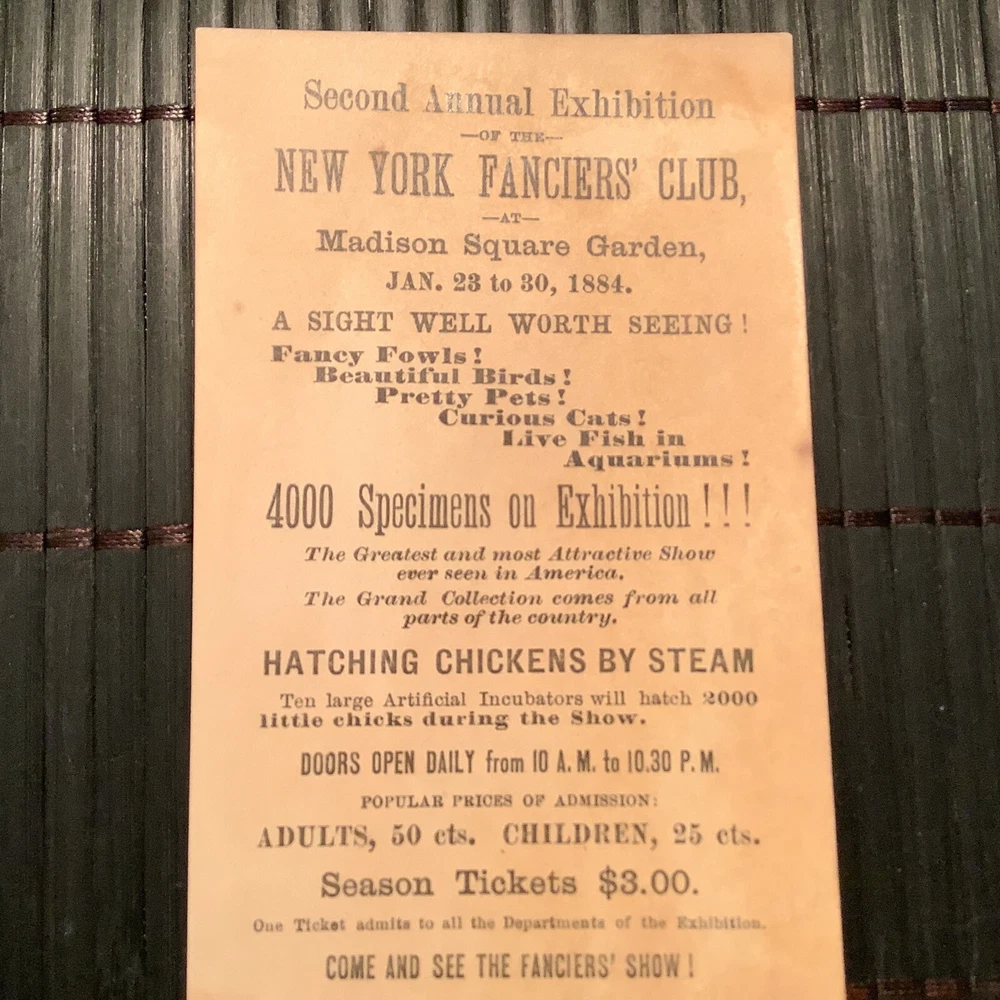 Second Annual Exhibition
—OF THE—
NEW YORK FANCIERS' CLUB,
—AT—
Madison Square Garden,
JAN. 23 to 30, 1884.
A SIGHT WELL WORTH SEEING!
Fancy Fowls!
Beautiful Birds!
Pretty Pets!
Curious Cats!
Live Fish in
Aquariums!
4000 Specimens on Exhibition!!!
The Greatest and most Attractive Show
ever seen in America.
The Grand Collection comes from all
parts of the country.
HATCHING CHICKENS BY STEAM
Ten large Artificial Incubators will hatch 2000
little chicks during the Show.
DOORS OPEN DAILY from 10 A. M. to 10.30 P. M.
POPULAR PRICES OF ADMISSION:
ADULTS, 50 cts. CHILDREN, 25 cts.
Season Tickets $3.00.
One Ticket admits to all the Departments of the Exhibition.
COME AND SEE THE FANCIERS' SHOW!